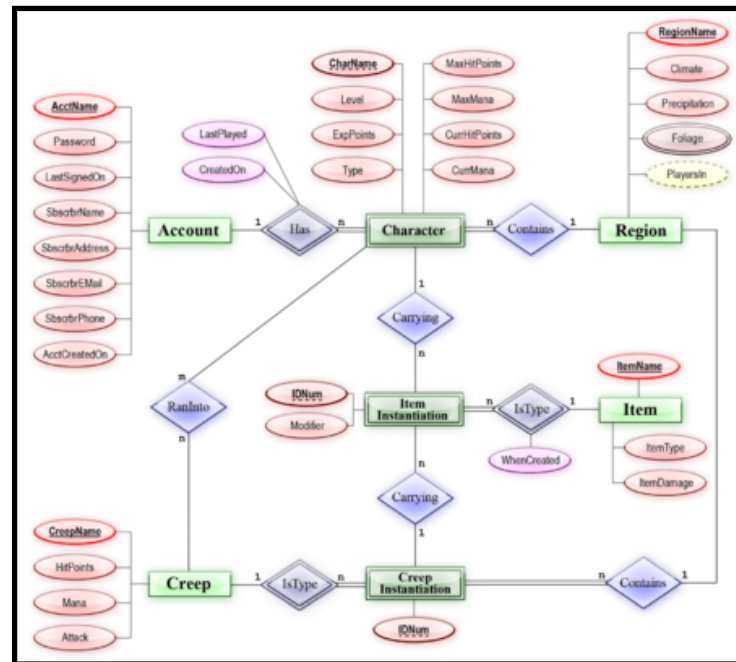 RegionName
CharName
MaxHitPoints
Climate
AcctName
Level
MaxMana
Precipitation
Password
LastPlayed
ExpPoints
CurrHitPoints
Foliage
LastSignedOn
CreatedOn
Type
CurrMana
PlayersIn
SbscrbrName
SbscrbrAddress
Account
1
Has
n
Character
n
Contains
1
Region
SbscrbrEMail
1
SbscrbrPhone
Carrying
AcctCreatedOn
n
ItemName
m
RanInto
n
IDNum
Modifier
Item
Instantiation
n
IsType
1
Item
WhenCreated
ItemType
ItemDamage
n
Carrying
1
CreepName
HitPoints
Mana
Attack
Creep
1
IsType
n
Creep
Instantiation
n
Contains
1
IDNum